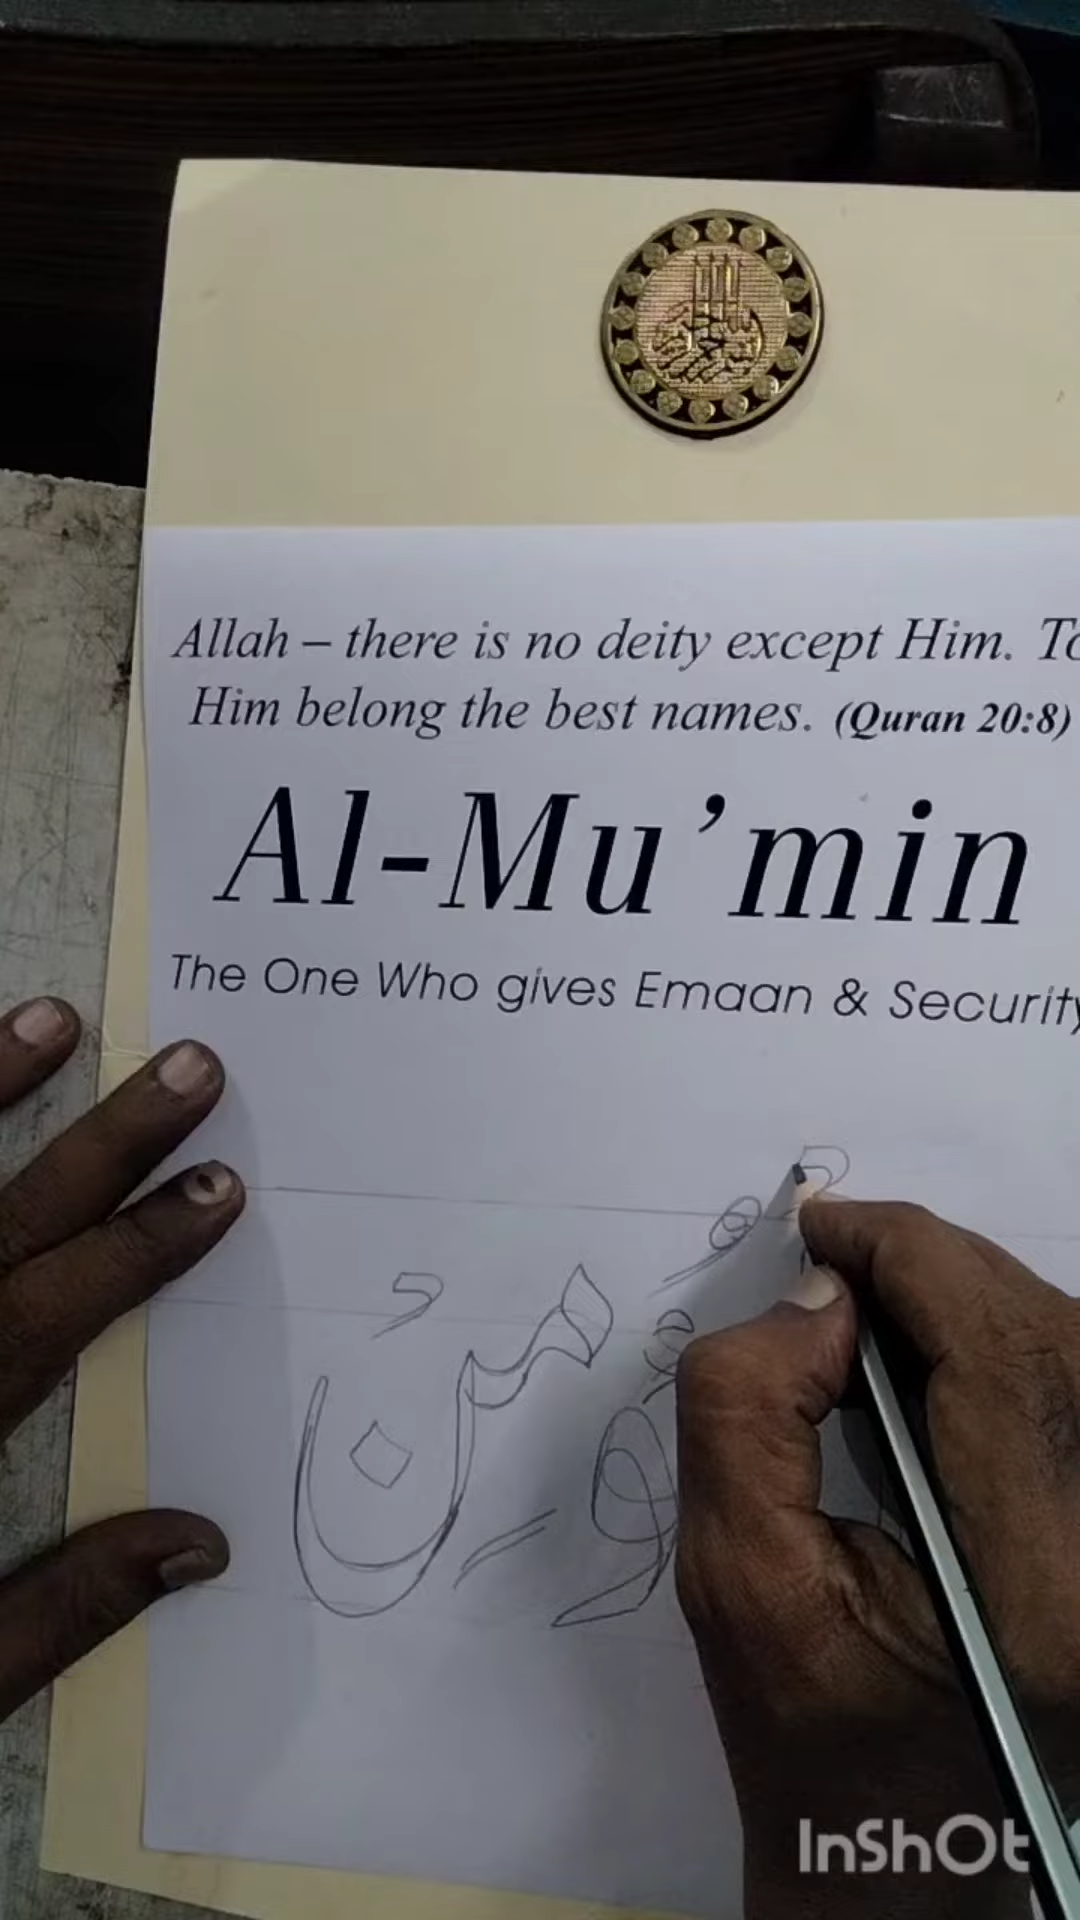 Allah – there is no deity except Him. To
Him belong the best names. (Quran 20:8)
Al-Mu’min
The One Who gives Emaan & Security
InShOt